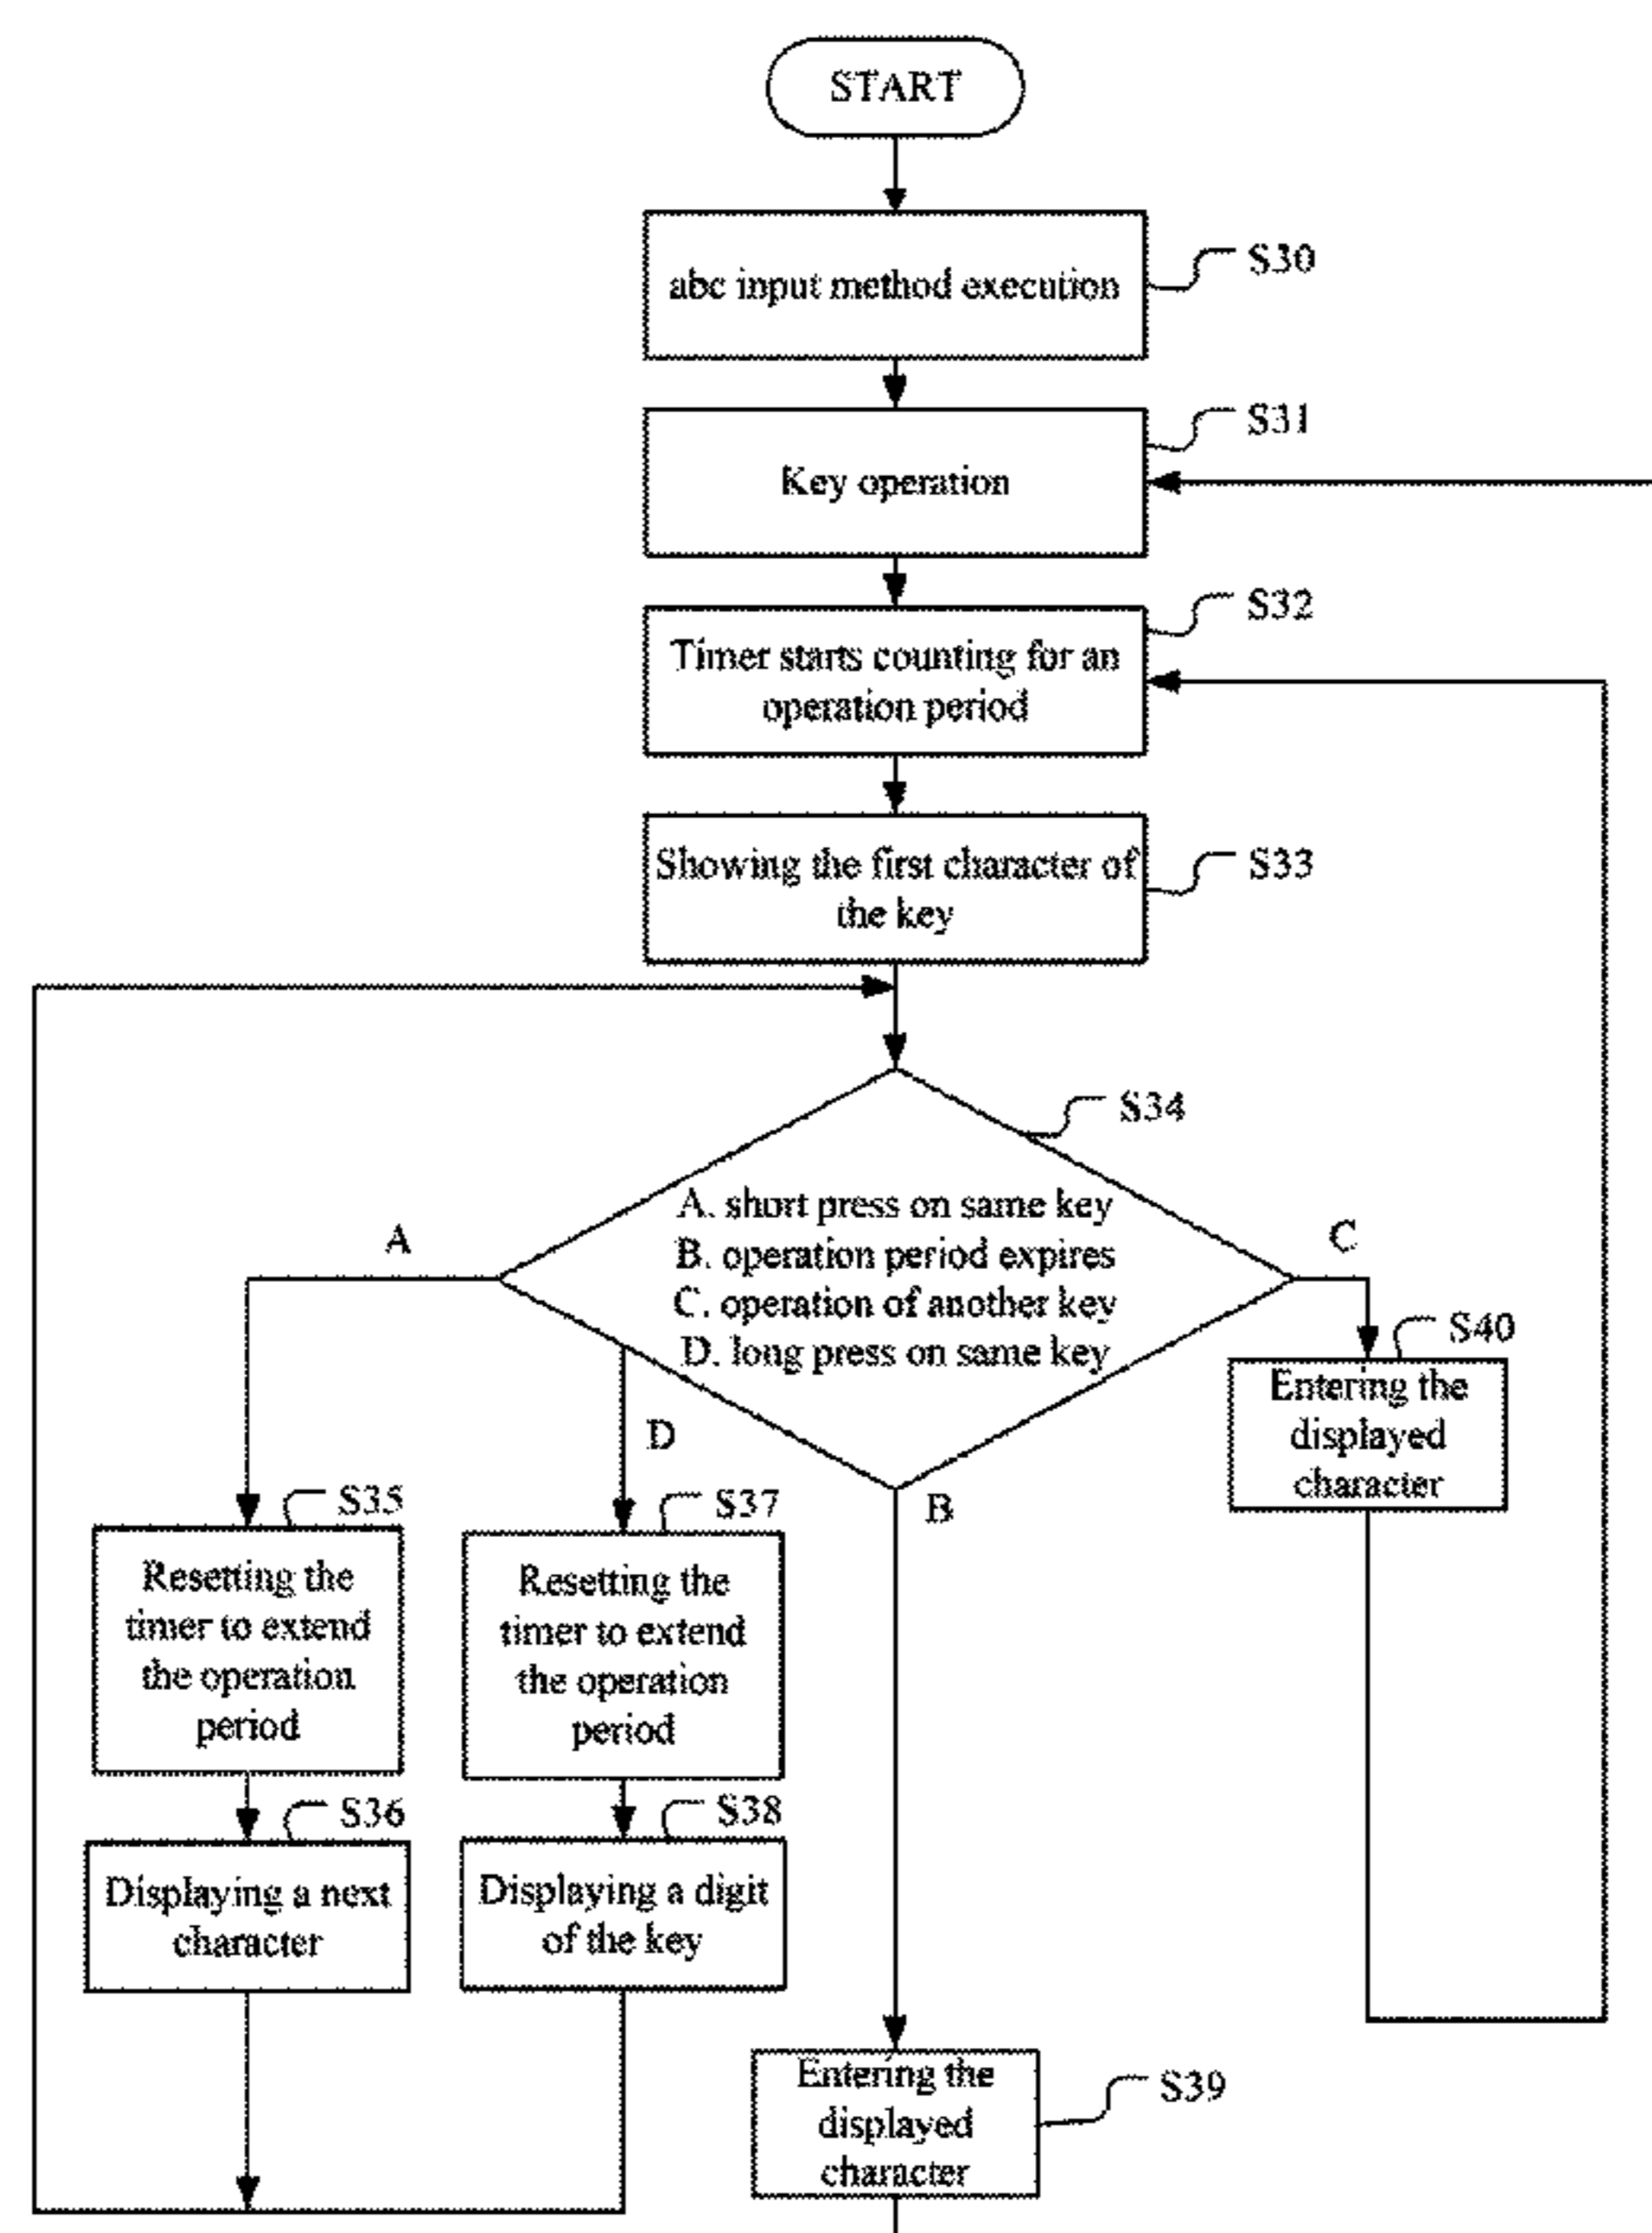 START
abc input method execution
S30
Key operation
S31
Timer starts counting for an
operation period
S32
Showing the first character of
the key
S33
S34
A. short press on same key
B. operation period expires
C. operation of another key
D. long press on same key
A
C
D
B
S40
Entering the
displayed
character
S35
Resetting the
timer to extend
the operation
period
S37
Resetting the
timer to extend
the operation
period
S36
Displaying a next
character
S38
Displaying a digit
of the key
Entering the
displayed
character
S39